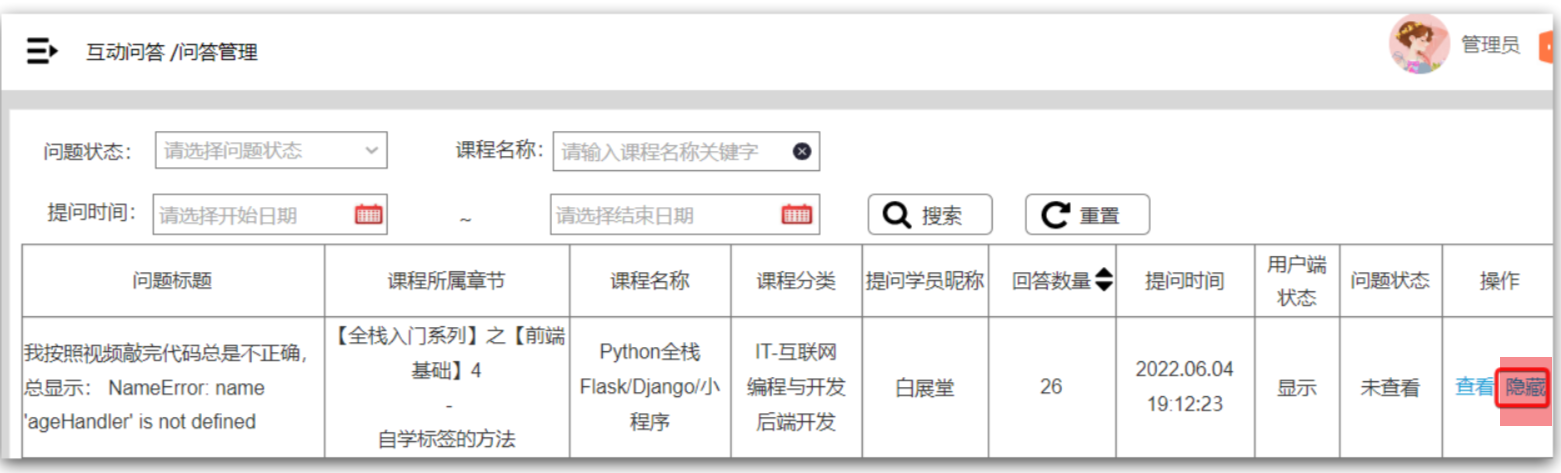 互动问答 /问答管理
管理员
问题状态： 请选择问题状态 课程名称： 请输入课程名称关键字
提问时间： 请选择开始日期 ~ 请选择结束日期 搜索 重置
问题标题 课程所属章节 课程名称 课程分类 提问学员昵称 回答数量 提问时间 用户端 问题状态 操作
状态
我按照视频敲完代码总是不正确,
总显示： NameError: name
'ageHandler' is not defined
【全栈入门系列】之【前端
基础】4
-
自学标签的方法
Python全栈
Flask/Django/小
程序
IT-互联网
编程与开发
后端开发
白展堂
26
2022.06.04
19:12:23
显示
未查看
查看 隐藏